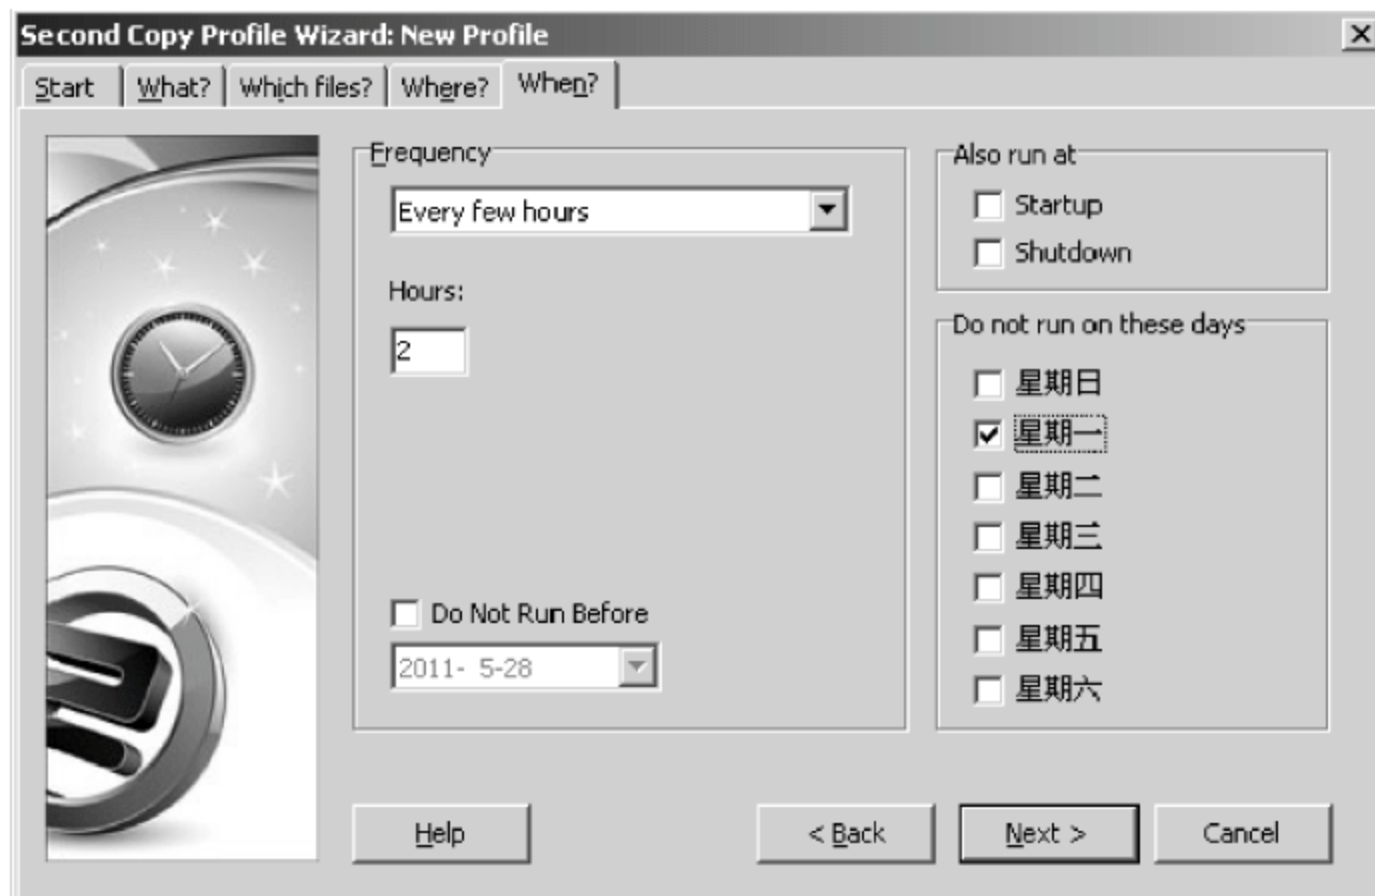 Second Copy Profile Wizard: New Profile
Start What? Which files? Where? When?
Frequency
Every few hours
Hours:
2
Do Not Run Before
2011- 5-28
Also run at
Startup
Shutdown
Do not run on these days
星期日
星期一
星期二
星期三
星期四
星期五
星期六
Help < Back Next > Cancel